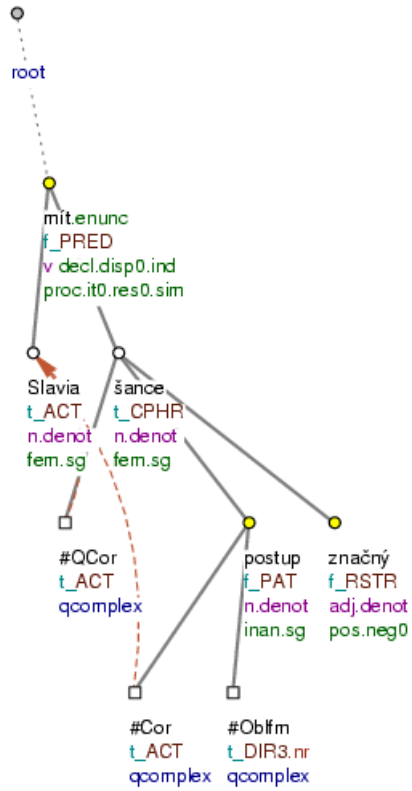 root
mít.enunc
f_PRED
v decl.disp0.ind
proc.it0.res0.sim
Slavia
t_ACT
n.denot
fem.sg
šance
t_CPHR
n.denot
fem.sg
#QCor
t_ACT
qcomplex
postup
f_PAT
n.denot
inan.sg
značný
f_RSTR
adj.denot
pos.neg0
#Cor
t_ACT
qcomplex
#Oblfm
t_DIR3.nr
qcomplex